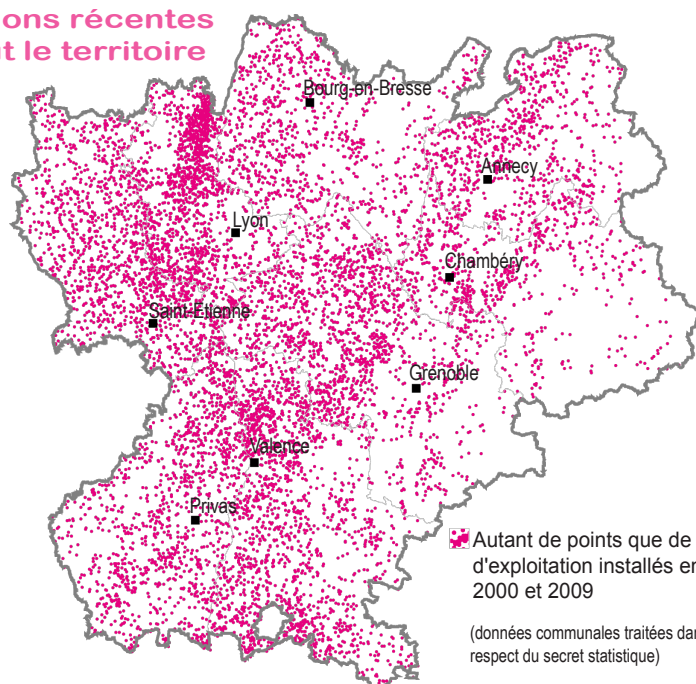 ons récentes
t le territoire
Bourg-en-Bresse
Annecy
Lyon
Chambéry
Saint-Etienne
Grenoble
Valence
Privas
Autant de points que de
d'exploitation installés en
2000 et 2009
(données communales traitées dan
respect du secret statistique)